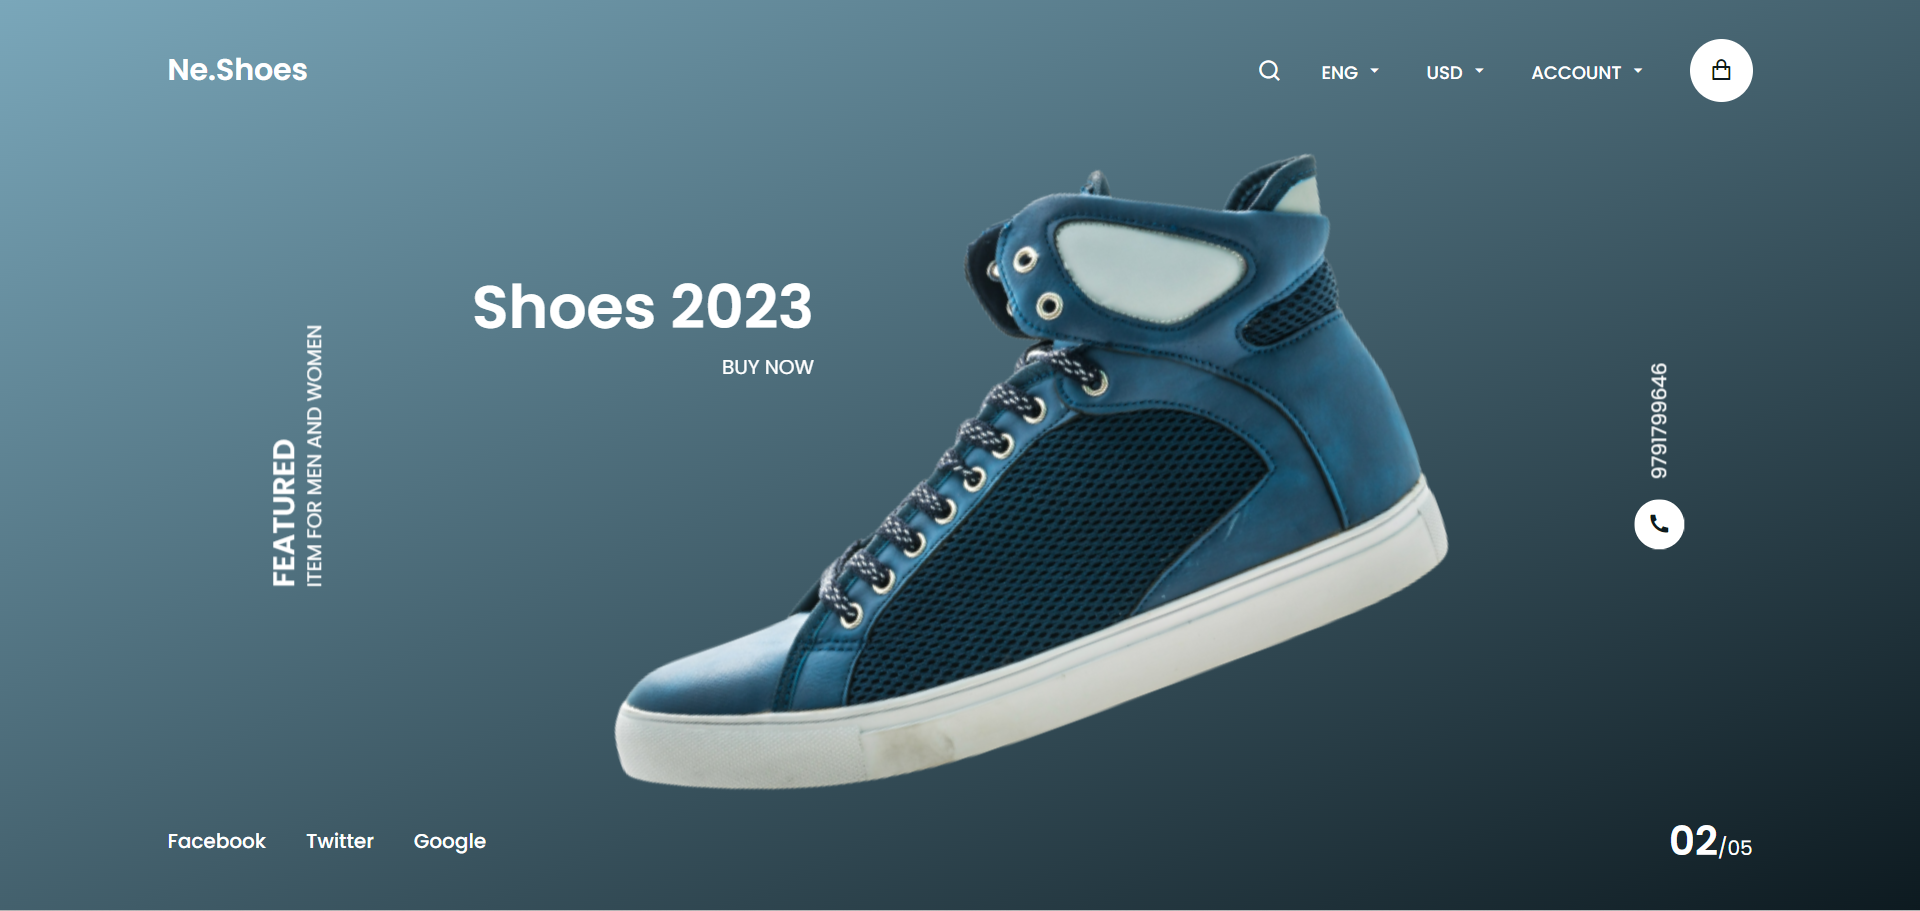 Ne.Shoes
ENG
USD
ACCOUNT
Shoes 2023
BUY NOW
FEATURED
ITEM FOR MEN AND WOMEN
9791799646
Facebook
Twitter
Google
02/05